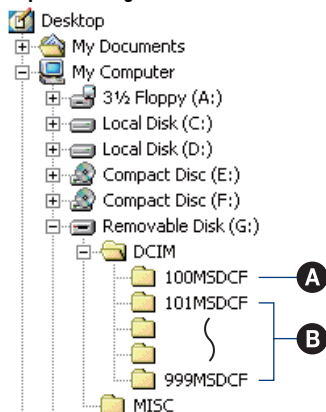 Desktop
My Documents
My Computer
3½ Floppy (A:)
Local Disk (C:)
Local Disk (D:)
Compact Disc (E:)
Compact Disc (F:)
Removable Disk (G:)
DCIM
100MSDCF A
101MSDCF
B
999MSDCF
MISC